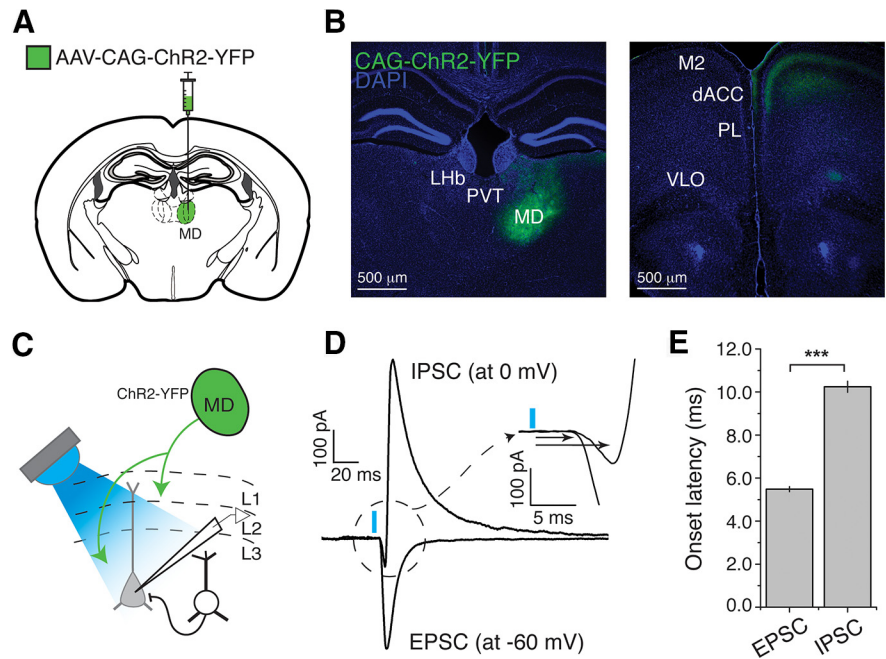 A
AAV-CAG-ChR2-YFP
MD
B
CAG-ChR2-YFP
DAPI
LHb
PVT
MD
500 µm
M2
dACC
PL
VLO
500 µm
C
ChR2-YFP
MD
L1
L2
L3
D
IPSC (at 0 mV)
100 pA
20 ms
100 pA
5 ms
EPSC (at -60 mV)
E
Onset latency (ms)
12.0
***
10.0
8.0
6.0
4.0
2.0
0.0
EPSC
IPSC